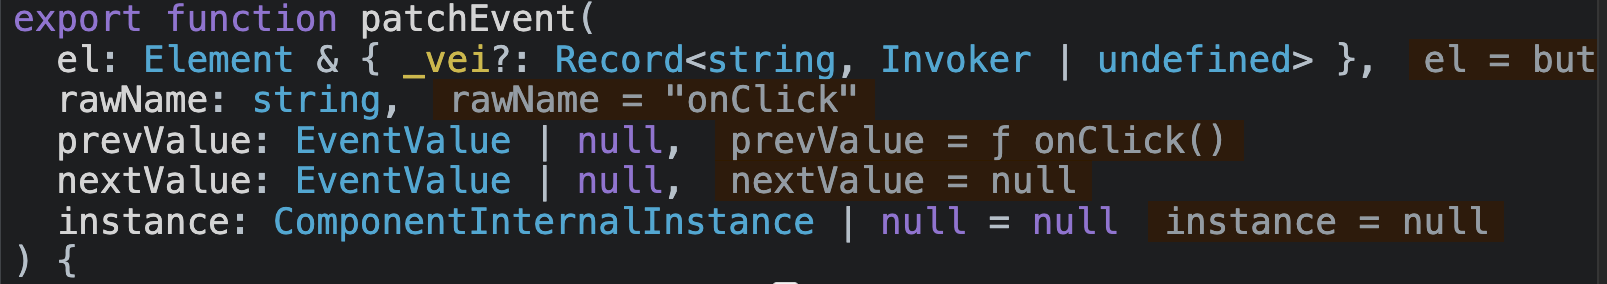 export function patchEvent(
el: Element & { _vei?: Record<string, Invoker | undefined> }, el = but
rawName: string, rawName = "onClick"
prevValue: EventValue | null, prevValue = ƒ onClick()
nextValue: EventValue | null, nextValue = null
instance: ComponentInternalInstance | null = null instance = null
) {